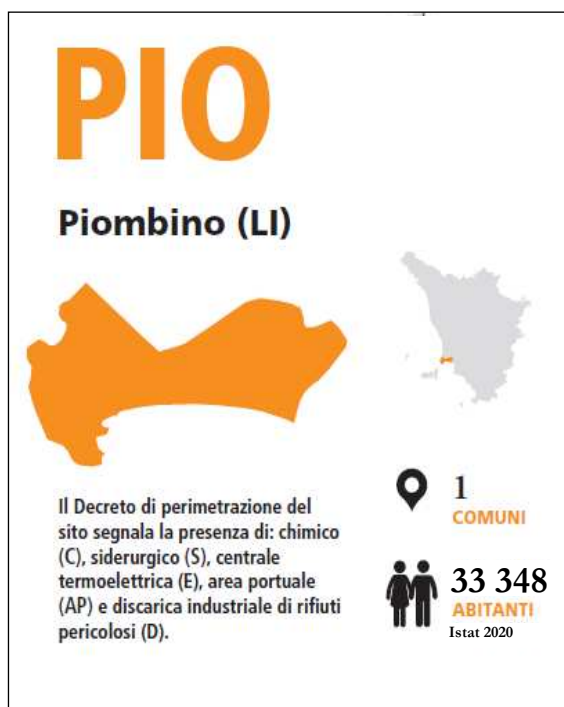 PIO
Piombino (LI)
Il Decreto di perimetrazione del
sito segnala la presenza di: chimico
(C), siderurgico (S), centrale
termoelettrica (E), area portuale
(AP) e discarica industriale di rifiuti
pericolosi (D).
1
COMUNI
33 348
ABITANTI
Istat 2020